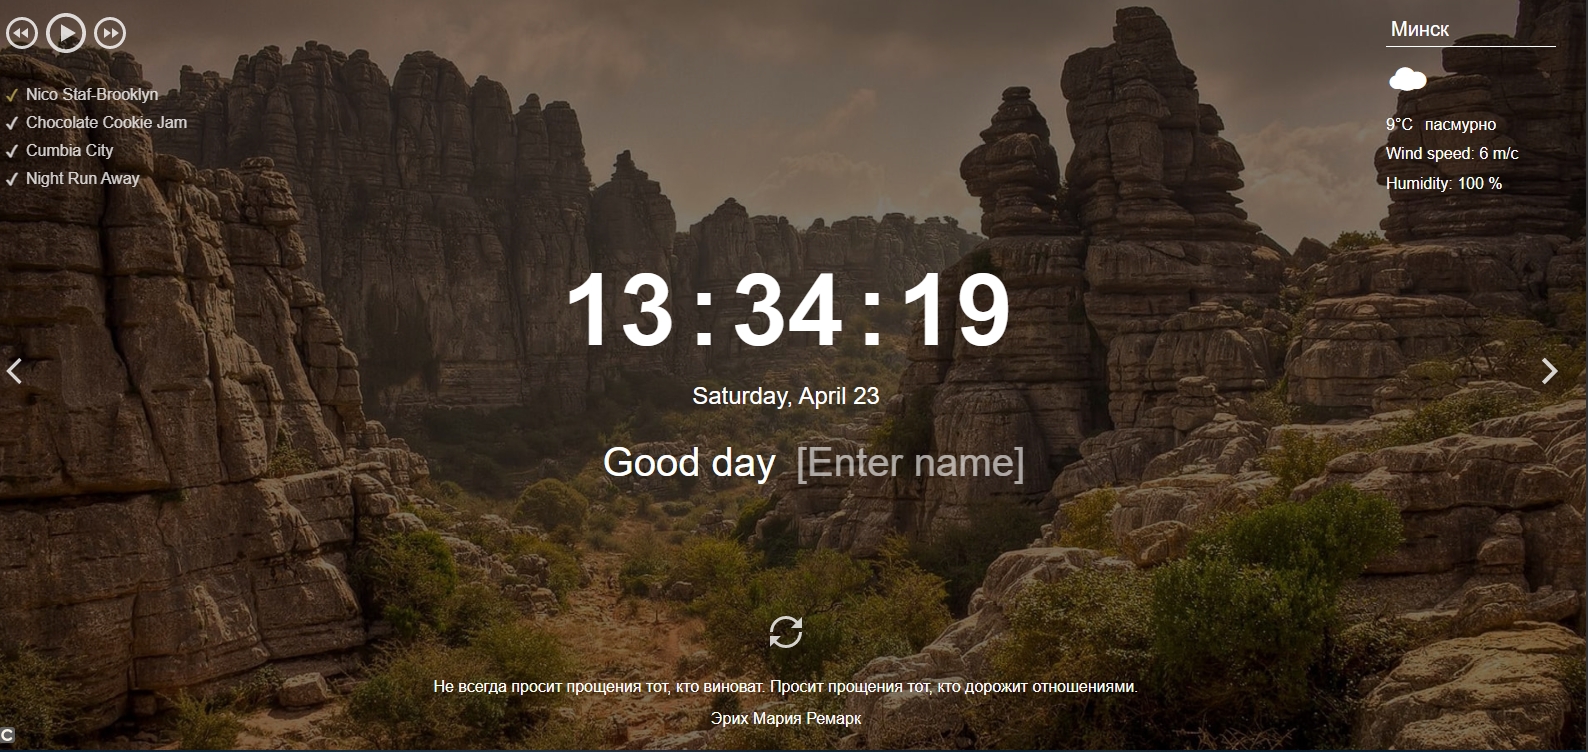 Минск
Nico Staf-Brooklyn
Chocolate Cookie Jam
Cumbia City
Night Run Away
9°C пасмурно
Wind speed: 6 m/c
Humidity: 100 %
13:34:19
Saturday, April 23
Good day [Enter name]
Не всегда просит прощения тот, кто виноват. Просит прощения тот, кто дорожит отношениями.
Эрих Мария Ремарк
C